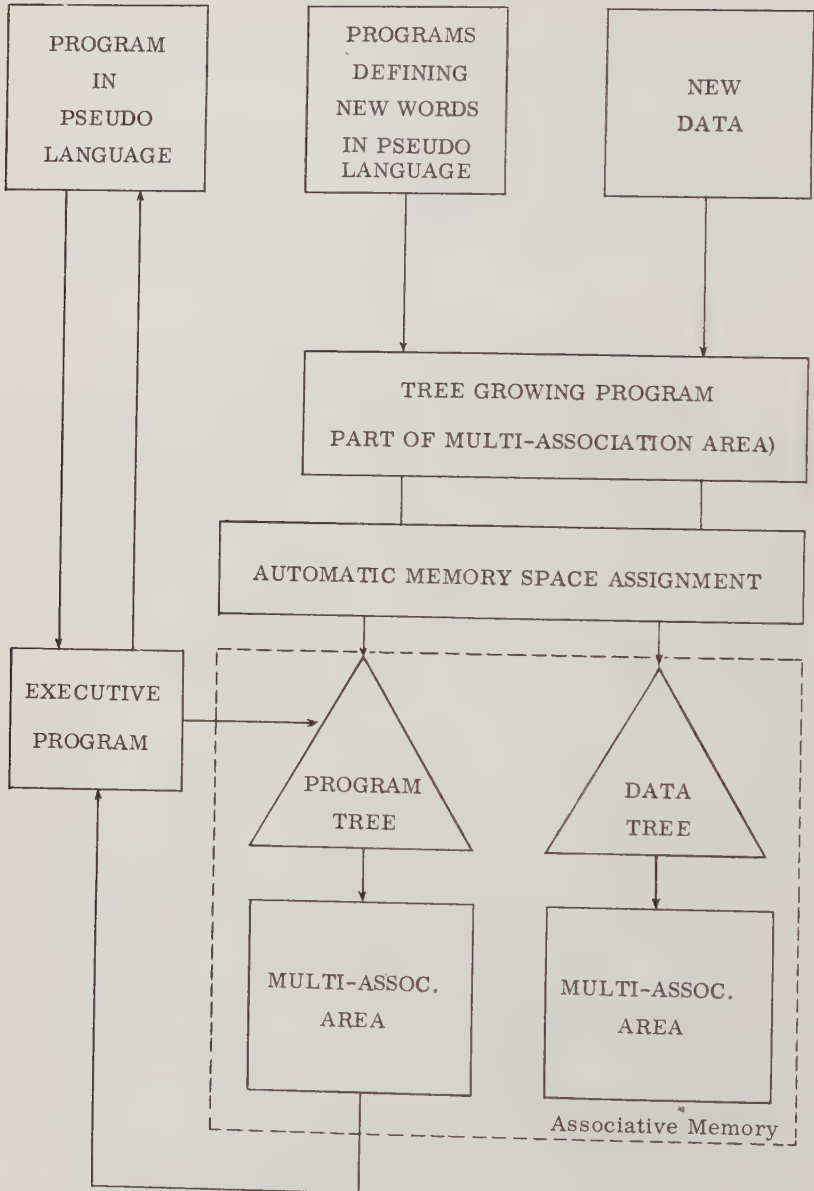 PROGRAM
IN
PSEUDO
LANGUAGE
PROGRAMS
DEFINING
NEW WORDS
IN PSEUDO
LANGUAGE
NEW
DATA
TREE GROWING PROGRAM
PART OF MULTI-ASSOCIATION AREA)
AUTOMATIC MEMORY SPACE ASSIGNMENT
EXECUTIVE
PROGRAM
PROGRAM
TREE
DATA
TREE
MULTI-ASSOC.
AREA
MULTI-ASSOC.
AREA
Associative Memory